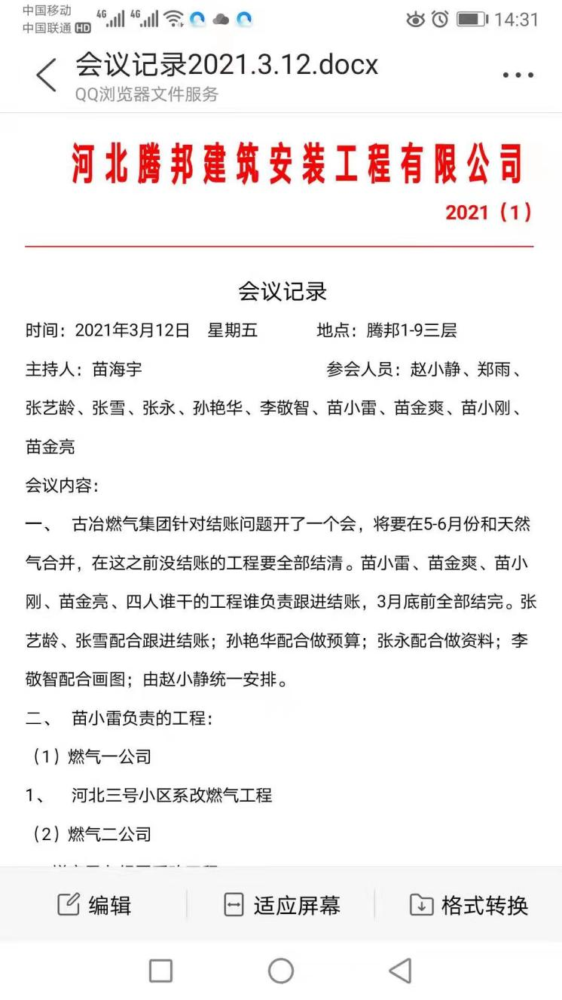 中国移动
中国联通 HD 4G 4G 14:31
会议记录2021.3.12.docx
QQ浏览器文件服务
河北腾邦建筑安装工程有限公司
2021（1）
会议记录
时间：2021年3月12日 星期五 地点：腾邦1-9三层
主持人：苗海宇 参会人员：赵小静、郑雨、
张艺龄、张雪、张永、孙艳华、李敬智、苗小雷、苗金爽、苗小刚、
苗金亮
会议内容：
一、 古冶燃气集团针对结账问题开了一个会，将要在5-6月份和天然
气合并，在这之前没结账的工程要全部结清。苗小雷、苗金爽、苗小
刚、苗金亮、四人谁干的工程谁负责跟进结账，3月底前全部结完。张
艺龄、张雪配合跟进结账；孙艳华配合做预算；张永配合做资料；李
敬智配合画图；由赵小静统一安排。
二、 苗小雷负责的工程：
（1）燃气一公司
1、 河北三号小区系改燃气工程
（2）燃气二公司
编辑 适应屏幕 格式转换